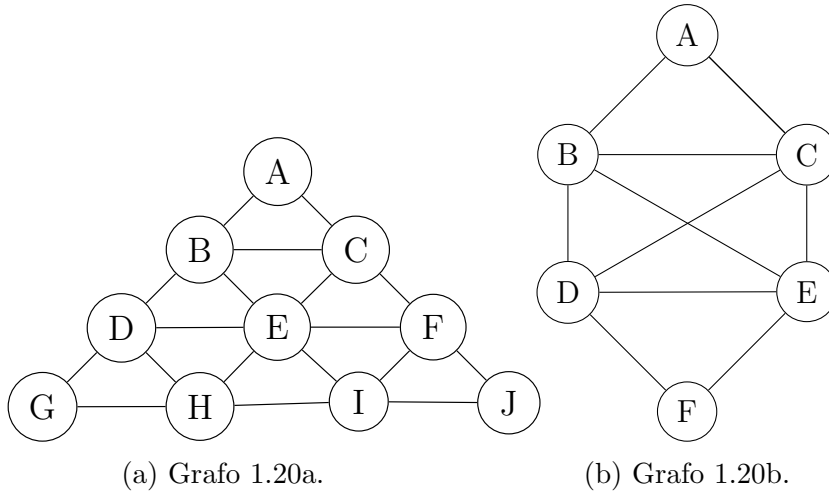 A
B C
D E F
G H I J
(a) Grafo 1.20a.
A
B C
D E
F
(b) Grafo 1.20b.